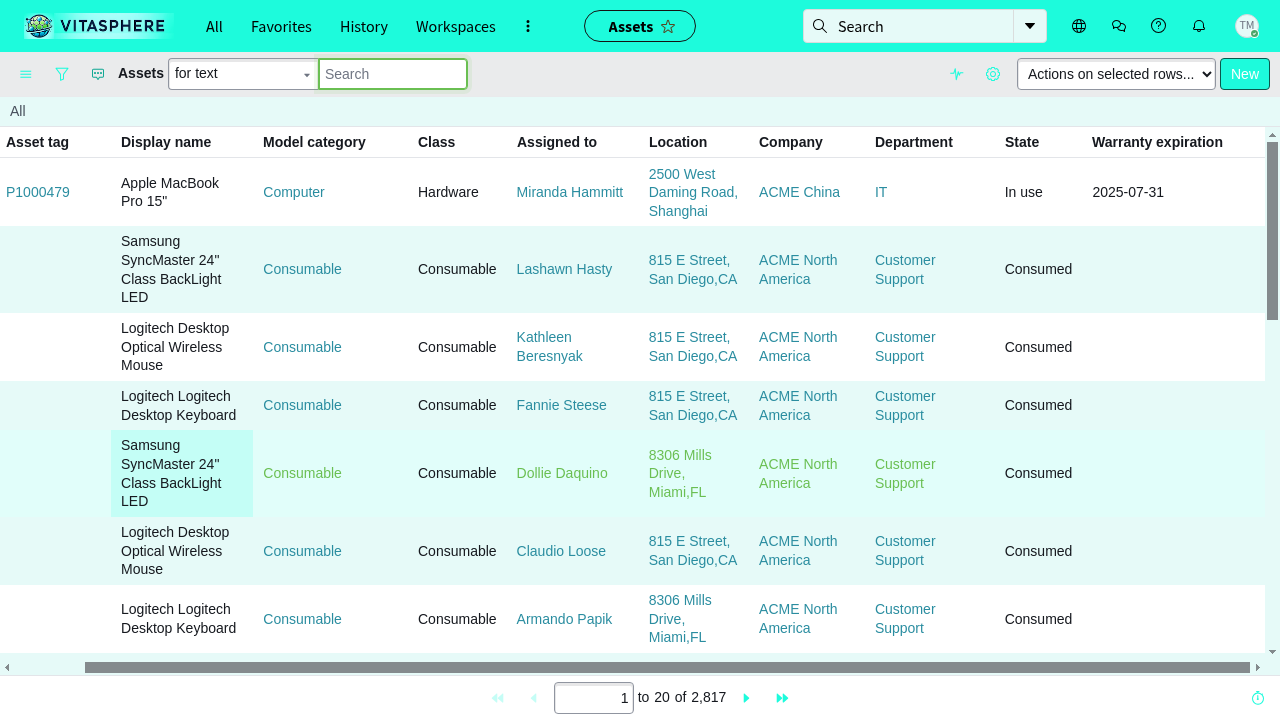 VITASPHERE All Favorites History Workspaces Assets Search TM
Assets for text Search Actions on selected rows... New
All
Asset tag Display name Model category Class Assigned to Location Company Department State Warranty expiration
P1000479 Apple MacBook Pro 15" Computer Hardware Miranda Hammitt 2500 West Daming Road, Shanghai ACME China IT In use 2025-07-31
Samsung SyncMaster 24" Class BackLight LED Consumable Consumable Lashawn Hasty 815 E Street, San Diego,CA ACME North America Customer Support Consumed
Logitech Desktop Optical Wireless Mouse Consumable Consumable Kathleen Beresnyak 815 E Street, San Diego,CA ACME North America Customer Support Consumed
Logitech Logitech Desktop Keyboard Consumable Consumable Fannie Steese 815 E Street, San Diego,CA ACME North America Customer Support Consumed
Samsung SyncMaster 24" Class BackLight LED Consumable Consumable Dollie Daquino 8306 Mills Drive, Miami,FL ACME North America Customer Support Consumed
Logitech Desktop Optical Wireless Mouse Consumable Consumable Claudio Loose 815 E Street, San Diego,CA ACME North America Customer Support Consumed
Logitech Logitech Desktop Keyboard Consumable Consumable Armando Papik 8306 Mills Drive, Miami,FL ACME North America Customer Support Consumed
1 to 20 of 2,817